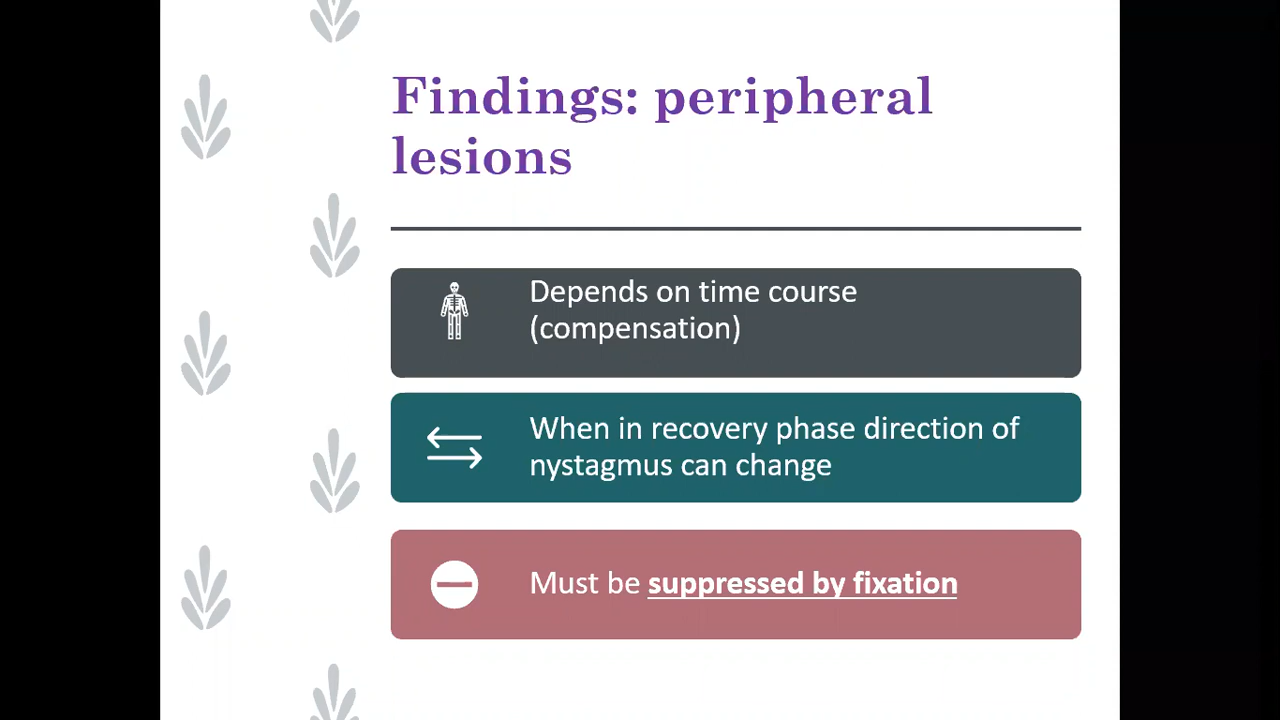 Findings: peripheral
lesions
Depends on time course
(compensation)
When in recovery phase direction of
nystagmus can change
Must be suppressed by fixation